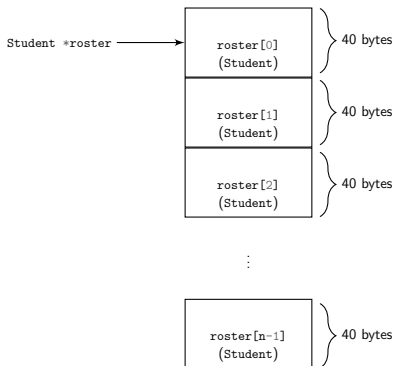 Student *roster
roster[0]
(Student)
40 bytes
roster[1]
(Student)
40 bytes
roster[2]
(Student)
40 bytes
⋮
roster[n-1]
(Student)
40 bytes